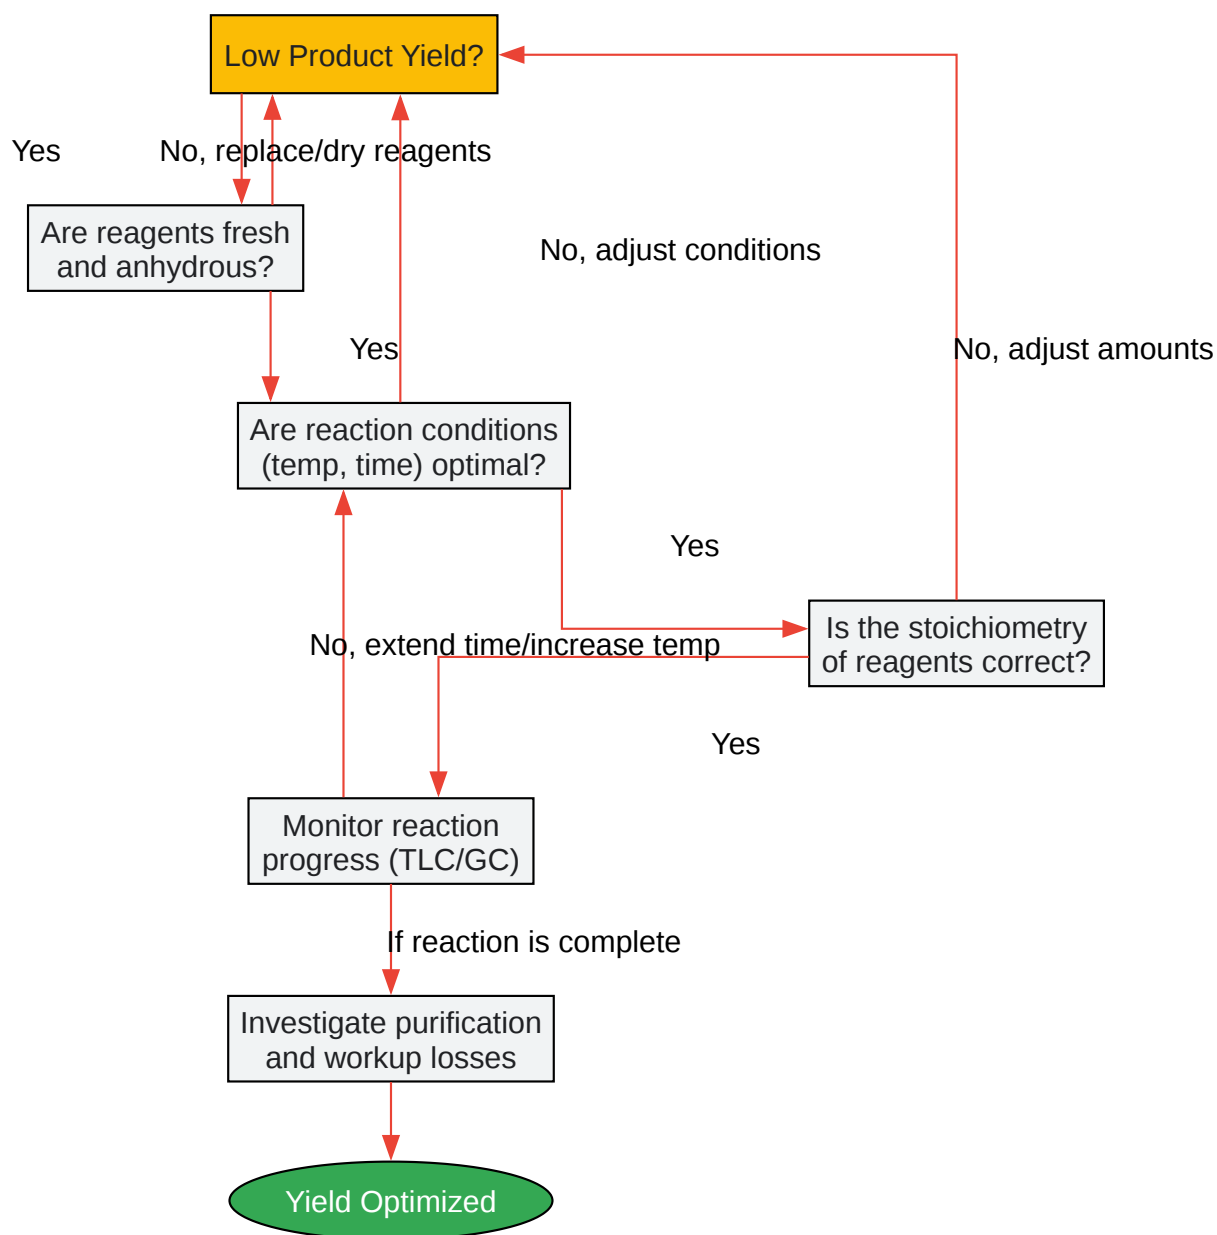 Low Product Yield?
Yes
No, replace/dry reagents
Are reagents fresh
and anhydrous?
No, adjust conditions
Yes
No, adjust amounts
Are reaction conditions
(temp, time) optimal?
Yes
Is the stoichiometry
of reagents correct?
No, extend time/increase temp
Yes
Monitor reaction
progress (TLC/GC)
If reaction is complete
Investigate purification
and workup losses
Yield Optimized